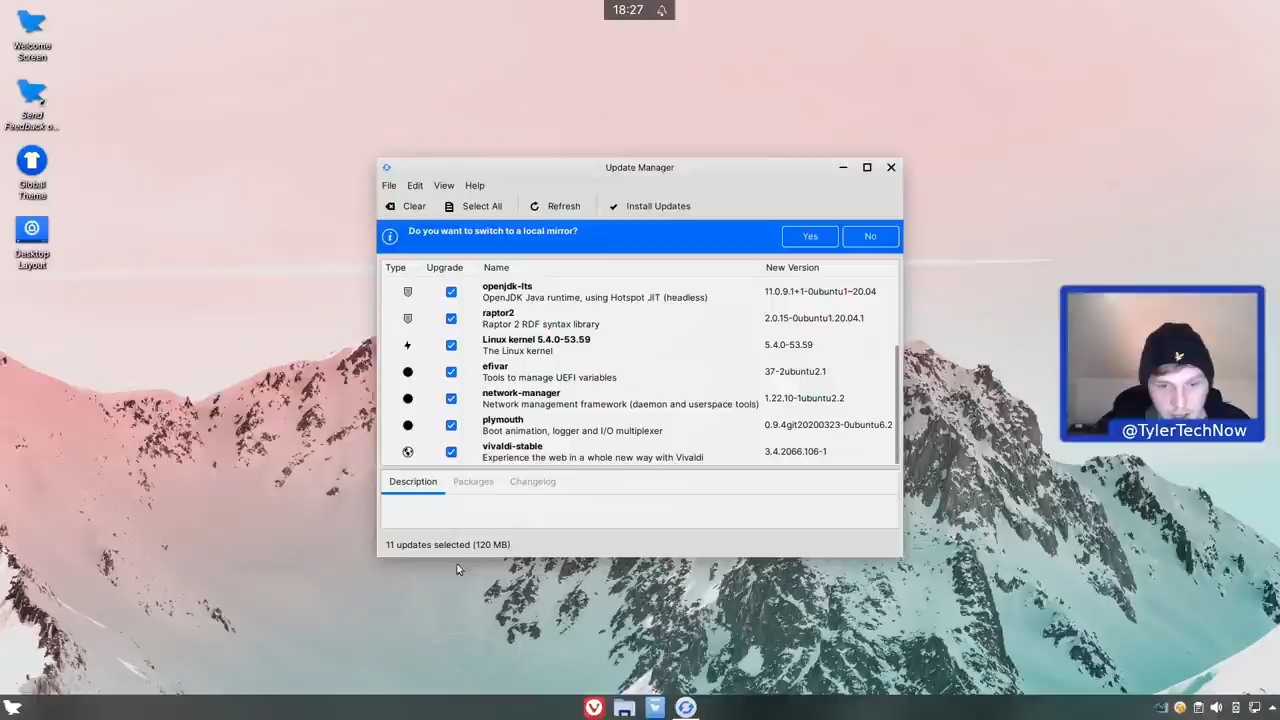 18:27
Welcome
Screen
Send
Feedback o...
Global
Theme
Desktop
Layout
Update Manager
File Edit View Help
Clear Select All Refresh Install Updates
Do you want to switch to a local mirror?
Yes No
Type Upgrade Name New Version
openjdk-lts
OpenJDK Java runtime, using Hotspot JIT (headless)
11.0.9.1+1-0ubuntu1~20.04
raptor2
Raptor 2 RDF syntax library
2.0.15-0ubuntu1.20.04.1
Linux kernel 5.4.0-53.59
The Linux kernel
5.4.0-53.59
efivar
Tools to manage UEFI variables
37-2ubuntu2.1
network-manager
Network management framework (daemon and userspace tools)
1.22.10-1ubuntu2.2
plymouth
Boot animation, logger and I/O multiplexer
0.9.4git20200323-0ubuntu6.2
vivaldi-stable
Experience the web in a whole new way with Vivaldi
3.4.2066.106-1
Description Packages Changelog
11 updates selected (120 MB)
@TylerTechNow